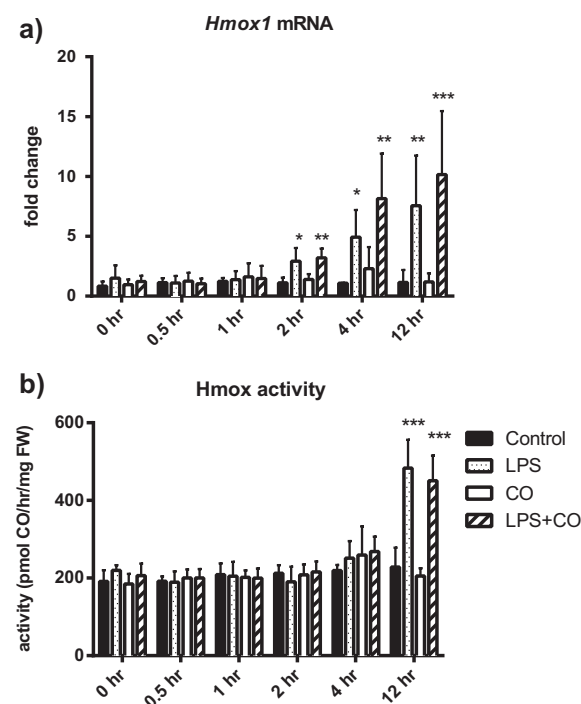 a)
Hmox1 mRNA
fold change
20
15
10
5
0
* ** * ** ** ***
0 hr 0.5 hr 1 hr 2 hr 4 hr 12 hr
b)
Hmox activity
activity (pmol CO/hr/mg FW)
600
400
200
0
*** ***
0 hr 0.5 hr 1 hr 2 hr 4 hr 12 hr
Control
LPS
CO
LPS+CO